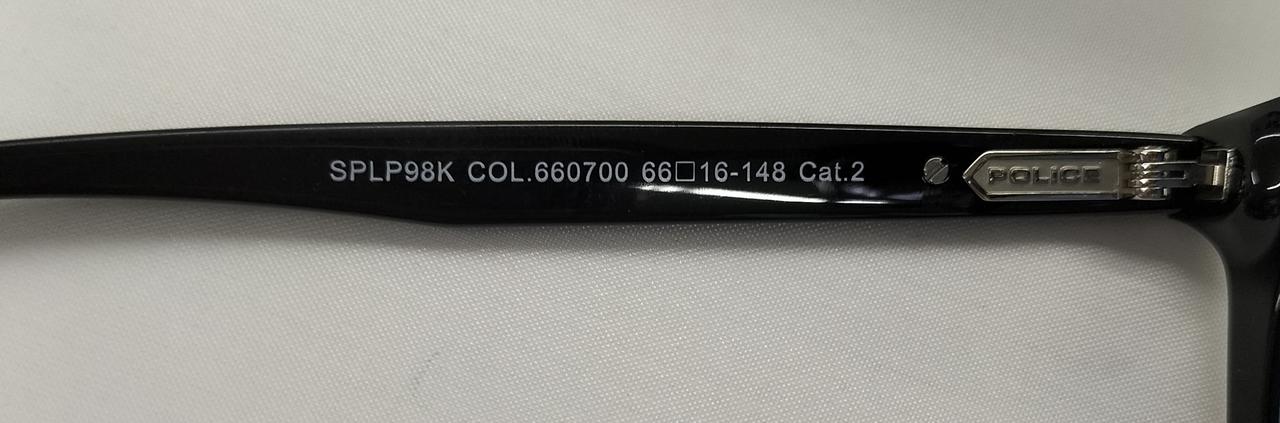 SPLP98K COL.660700 66□16-148 Cat.2 POLICE